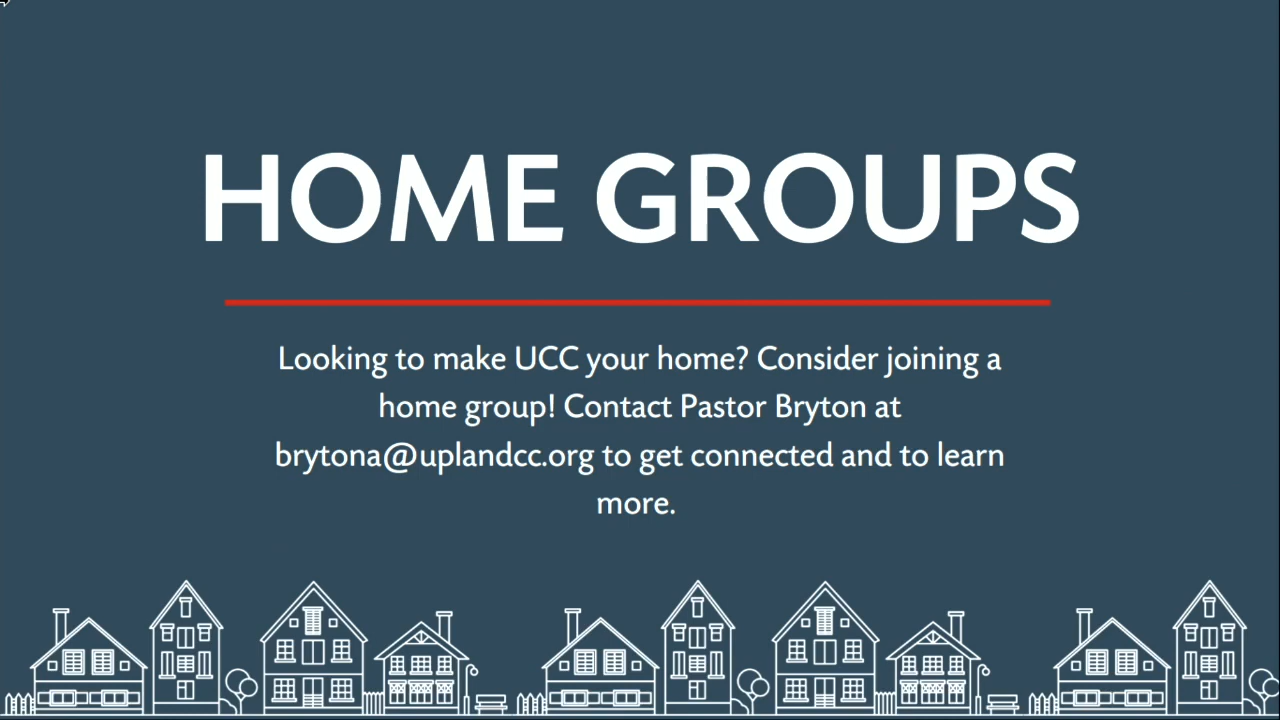 HOME GROUPS
Looking to make UCC your home? Consider joining a
home group! Contact Pastor Bryton at
brytona@uplandcc.org to get connected and to learn
more.